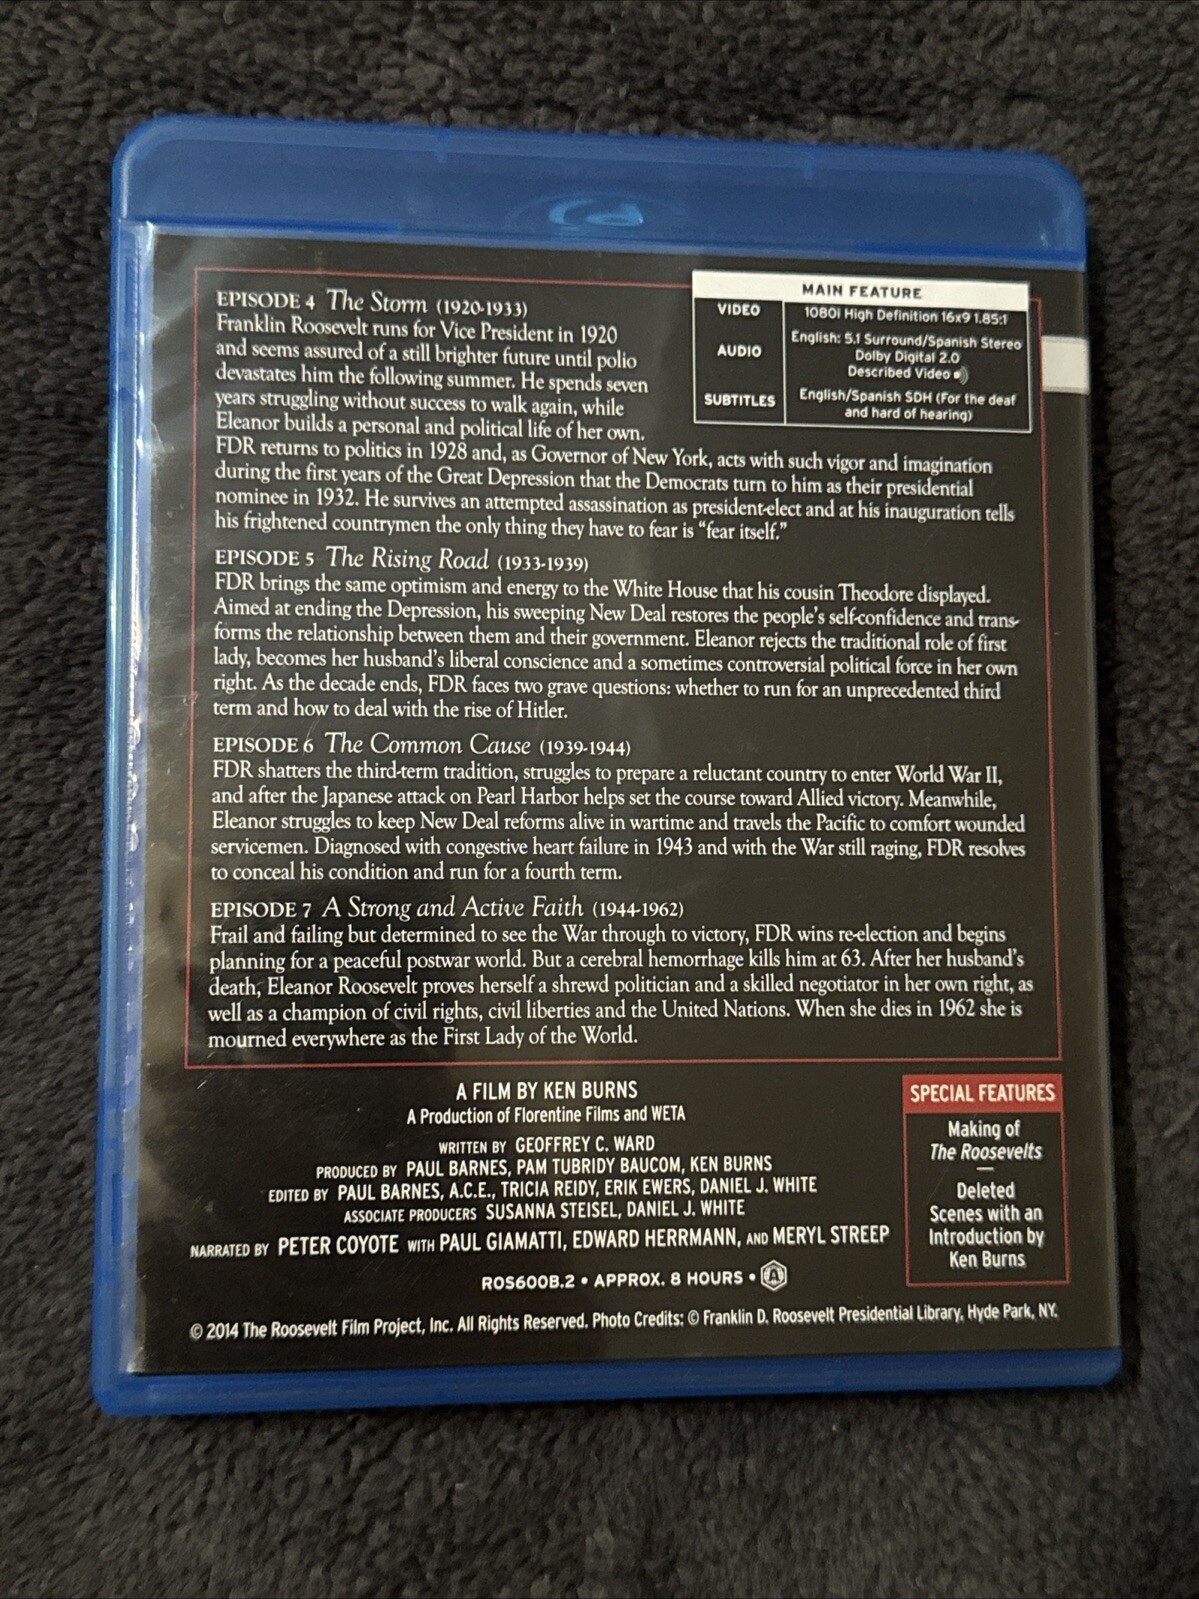 EPISODE 4 The Storm (1920-1933)
Franklin Roosevelt runs for Vice President in 1920
and seems assured of a still brighter future until polio
devastates him the following summer. He spends seven
years struggling without success to walk again, while
Eleanor builds a personal and political life of her own.
FDR returns to politics in 1928 and, as Governor of New York, acts with such vigor and imagination
during the first years of the Great Depression that the Democrats turn to him as their presidential
nominee in 1932. He survives an attempted assassination as president-elect and at his inauguration tells
his frightened countrymen the only thing they have to fear is “fear itself.”
MAIN FEATURE
VIDEO
1080i High Definition 16x9 1.85:1
AUDIO
English: 5.1 Surround/Spanish Stereo
Dolby Digital 2.0
Described Video
SUBTITLES
English/Spanish SDH (For the deaf
and hard of hearing)
EPISODE 5 The Rising Road (1933-1939)
FDR brings the same optimism and energy to the White House that his cousin Theodore displayed.
Aimed at ending the Depression, his sweeping New Deal restores the people’s self-confidence and trans-
forms the relationship between them and their government. Eleanor rejects the traditional role of first
lady, becomes her husband’s liberal conscience and a sometimes controversial political force in her own
right. As the decade ends, FDR faces two grave questions: whether to run for an unprecedented third
term and how to deal with the rise of Hitler.
EPISODE 6 The Common Cause (1939-1944)
FDR shatters the third-term tradition, struggles to prepare a reluctant country to enter World War II,
and after the Japanese attack on Pearl Harbor helps set the course toward Allied victory. Meanwhile,
Eleanor struggles to keep New Deal reforms alive in wartime and travels the Pacific to comfort wounded
servicemen. Diagnosed with congestive heart failure in 1943 and with the War still raging, FDR resolves
to conceal his condition and run for a fourth term.
EPISODE 7 A Strong and Active Faith (1944-1962)
Frail and failing but determined to see the War through to victory, FDR wins re-election and begins
planning for a peaceful postwar world. But a cerebral hemorrhage kills him at 63. After her husband’s
death, Eleanor Roosevelt proves herself a shrewd politician and a skilled negotiator in her own right, as
well as a champion of civil rights, civil liberties and the United Nations. When she dies in 1962 she is
mourned everywhere as the First Lady of the World.
A FILM BY KEN BURNS
A Production of Florentine Films and WETA
WRITTEN BY GEOFFREY C. WARD
PRODUCED BY PAUL BARNES, PAM TUBRIDY BAUCOM, KEN BURNS
EDITED BY PAUL BARNES, A.C.E., TRICIA REIDY, ERIK EWERS, DANIEL J. WHITE
ASSOCIATE PRODUCERS SUSANNA STEISEL, DANIEL J. WHITE
NARRATED BY PETER COYOTE WITH PAUL GIAMATTI, EDWARD HERRMANN, AND MERYL STREEP
ROS600B.2 • APPROX. 8 HOURS • A
SPECIAL FEATURES
Making of
The Roosevelts
—
Deleted
Scenes with an
Introduction by
Ken Burns
© 2014 The Roosevelt Film Project, Inc. All Rights Reserved. Photo Credits: © Franklin D. Roosevelt Presidential Library, Hyde Park, NY.